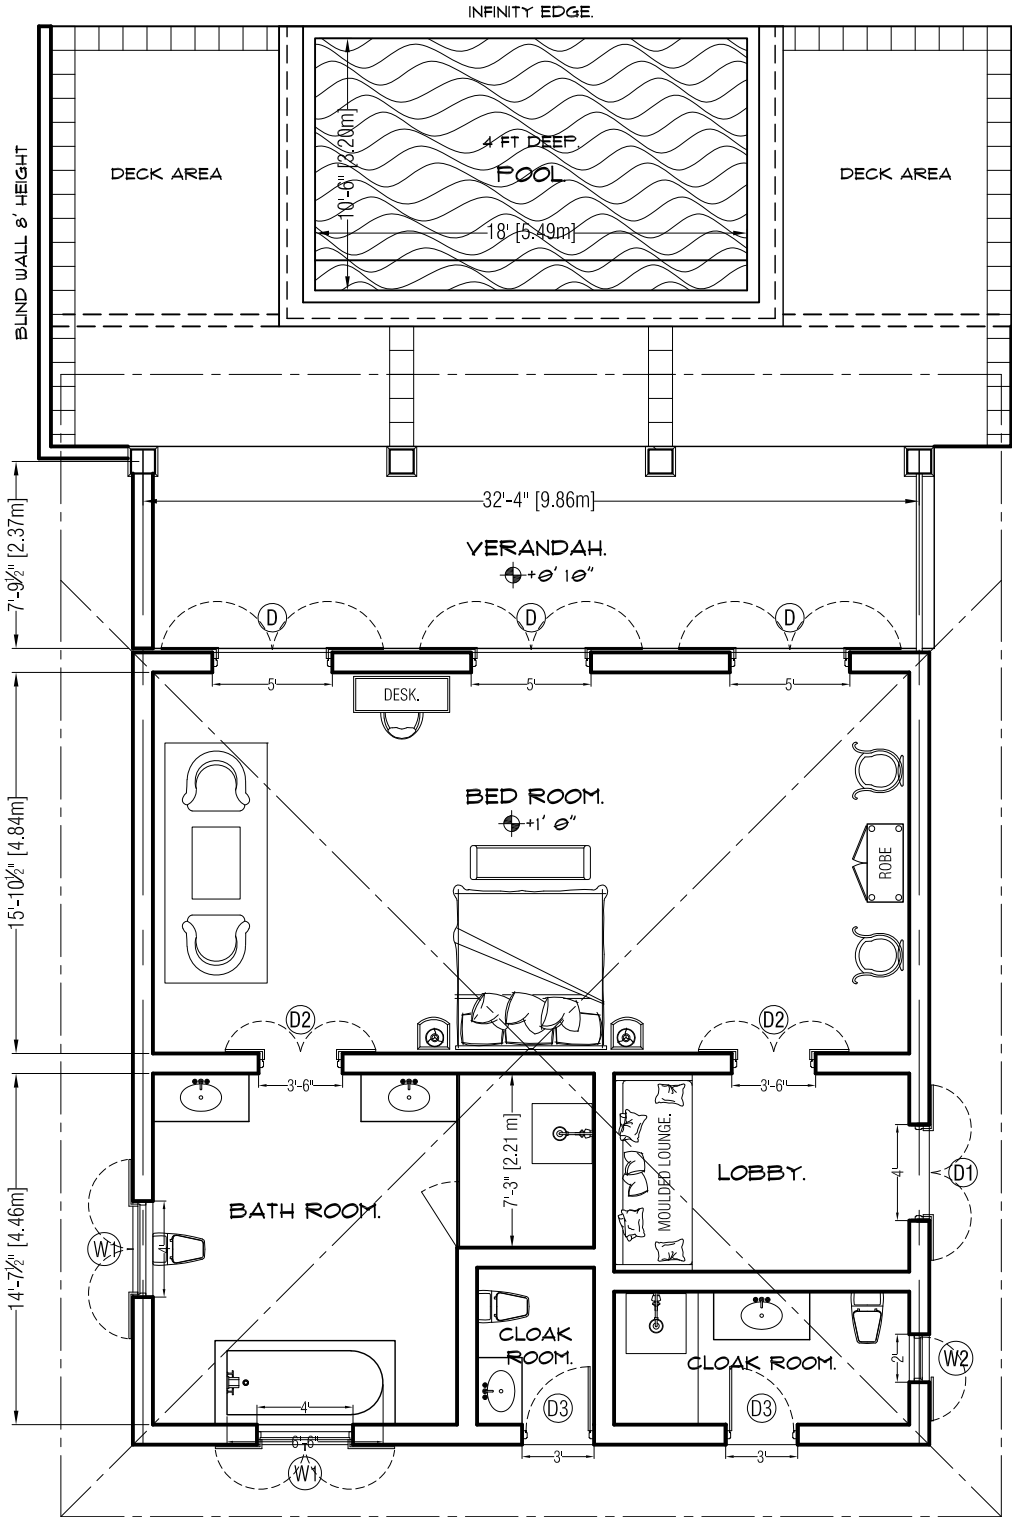 INFINITY EDGE.
BLIND WALL 8' HEIGHT
DECK AREA
4 FT DEEP.
POOL.
10'-6" [3.20m]
18' [5.49m]
DECK AREA
7'-9½" [2.37m]
32'-4" [9.86m]
VERANDAH.
+0' 10"
D
D
D
5'
5'
5'
DESK.
15'-10½" [4.84m]
BED ROOM.
+1' 0"
ROBE
D2
D2
3'-6"
3'-6"
14'-7½" [4.46m]
BATH ROOM.
7'-3" [2.21 m]
MOULDED LOUNGE.
LOBBY.
4'
D1
W1
4'
CLOAK
ROOM.
CLOAK ROOM.
2'
W2
4'
D3
D3
6'-6"
W1
3'
3'